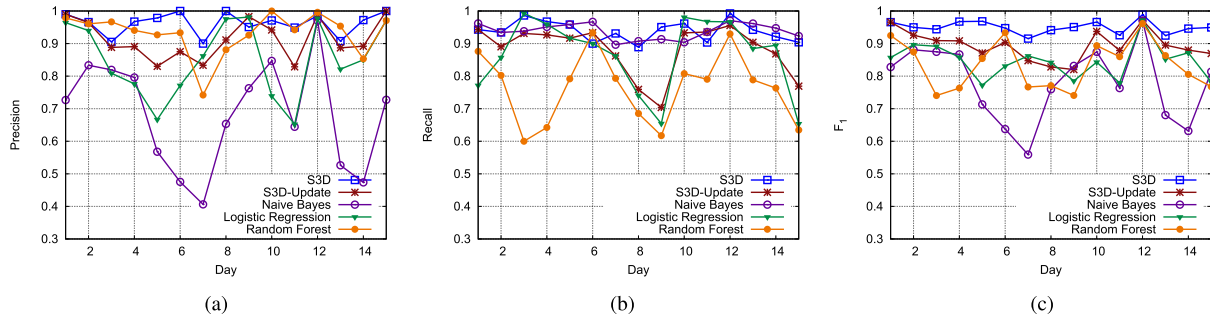 1
0.9
0.8
0.7
0.6
0.5
0.4
0.3
Precision
2 4 6 8 10 12 14
Day
S3D
S3D-Update
Naive Bayes
Logistic Regression
Random Forest
(a)
1
0.9
0.8
0.7
0.6
0.5
0.4
0.3
Recall
2 4 6 8 10 12 14
Day
S3D
S3D-Update
Naive Bayes
Logistic Regression
Random Forest
(b)
1
0.9
0.8
0.7
0.6
0.5
0.4
0.3
F₁
2 4 6 8 10 12 14
Day
S3D
S3D-Update
Naive Bayes
Logistic Regression
Random Forest
(c)